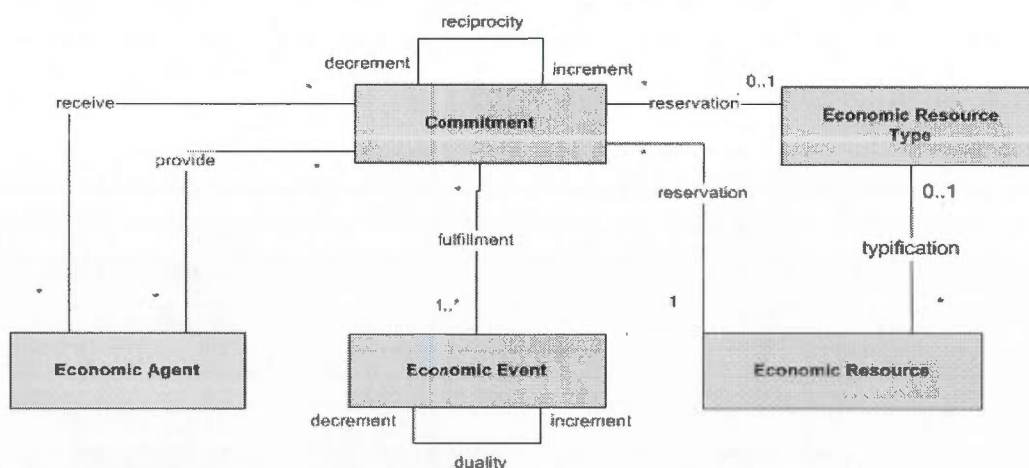 reciprocity
decrement
increment
*
*
0..1
receive
reservation
Commitment
Economic Resource
Type
provide
*
*
*
reservation
0..1
fulfillment
typification
*
*
1..*
1
*
Economic Agent
Economic Event
Economic Resource
decrement
increment
duality